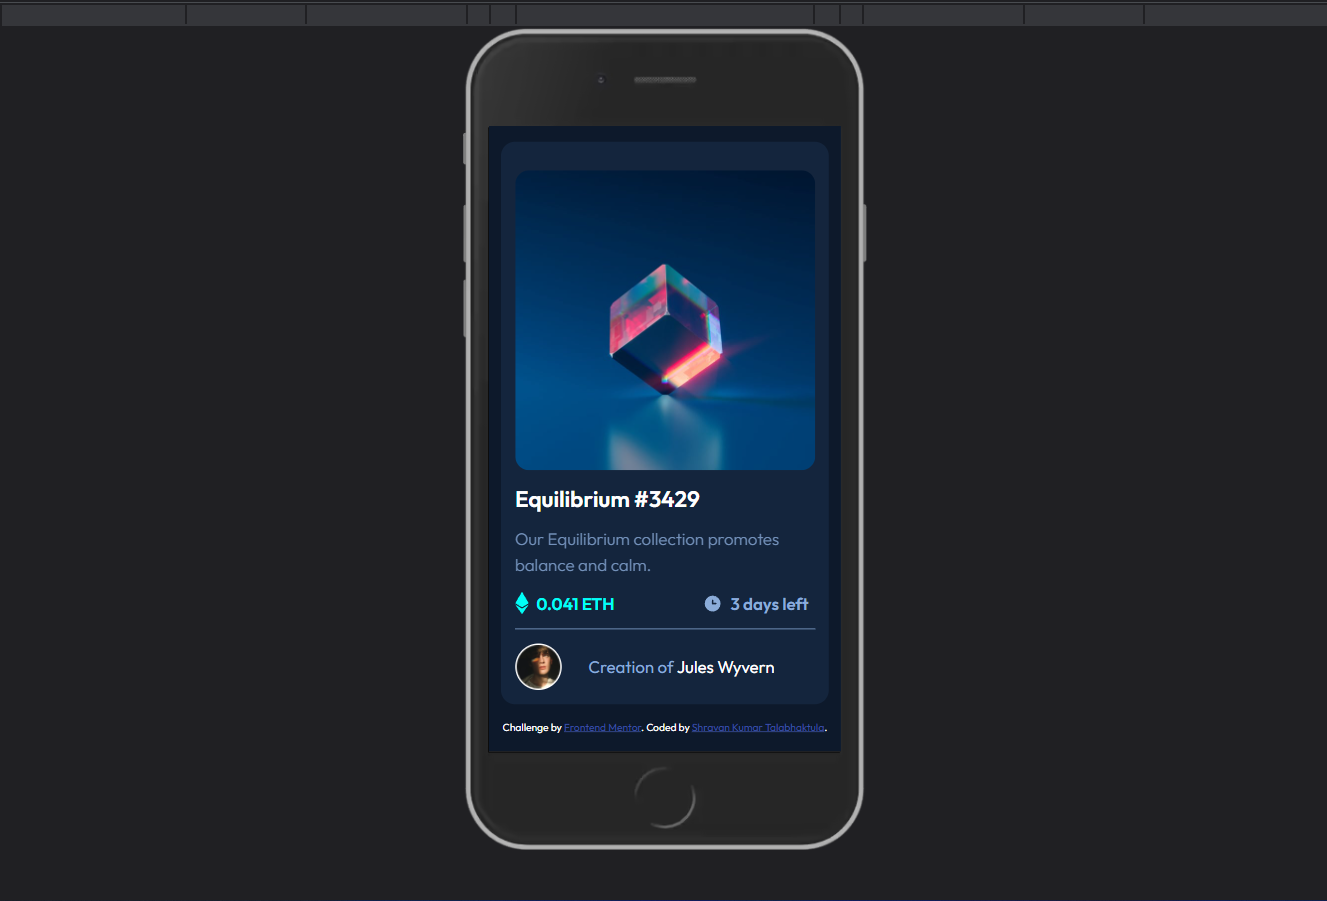 Equilibrium #3429
Our Equilibrium collection promotes
balance and calm.
0.041 ETH
3 days left
Creation of Jules Wyvern
Challenge by Frontend Mentor. Coded by Shravan Kumar Talabhaktula.